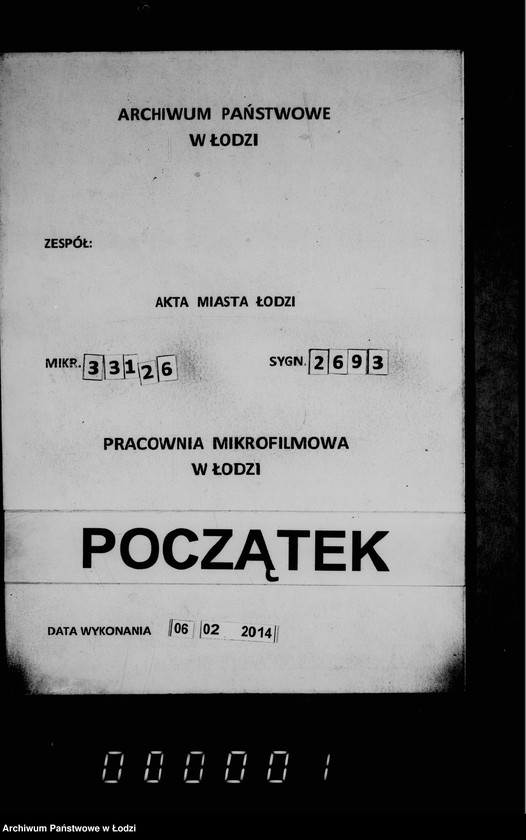 ARCHIWUM PAŃSTWOWE
W ŁODZI
ZESPÓŁ:
AKTA MIASTA ŁODZI
MIKR. 33126 SYGN. 2693
PRACOWNIA MIKROFILMOWA
W ŁODZI
POCZĄTEK
DATA WYKONANIA 06 02 2014
000001
Archiwum Państwowe w Łodzi